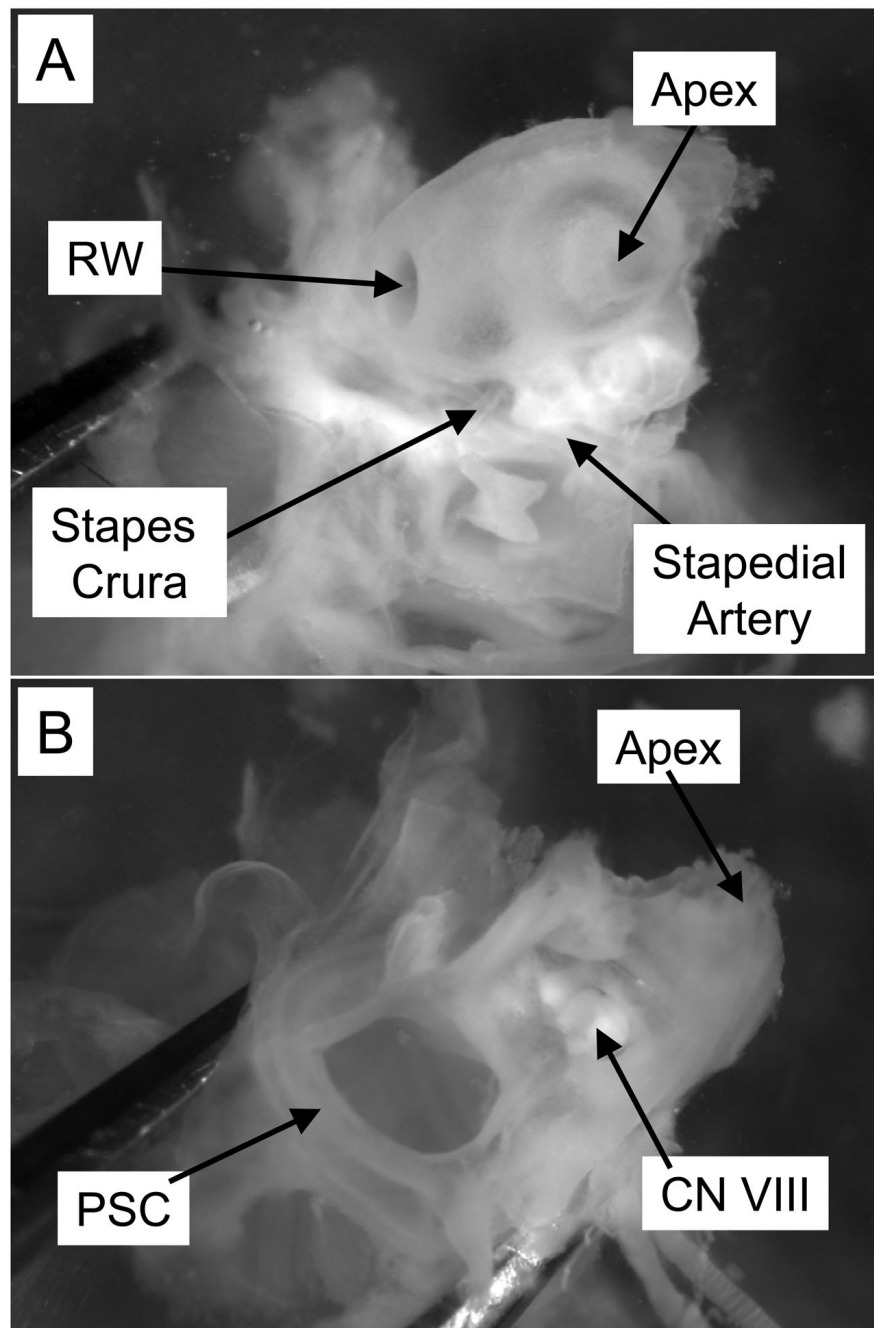 A
Apex
RW
Stapes
Crura
Stapedial
Artery
B
Apex
PSC
CN VIII